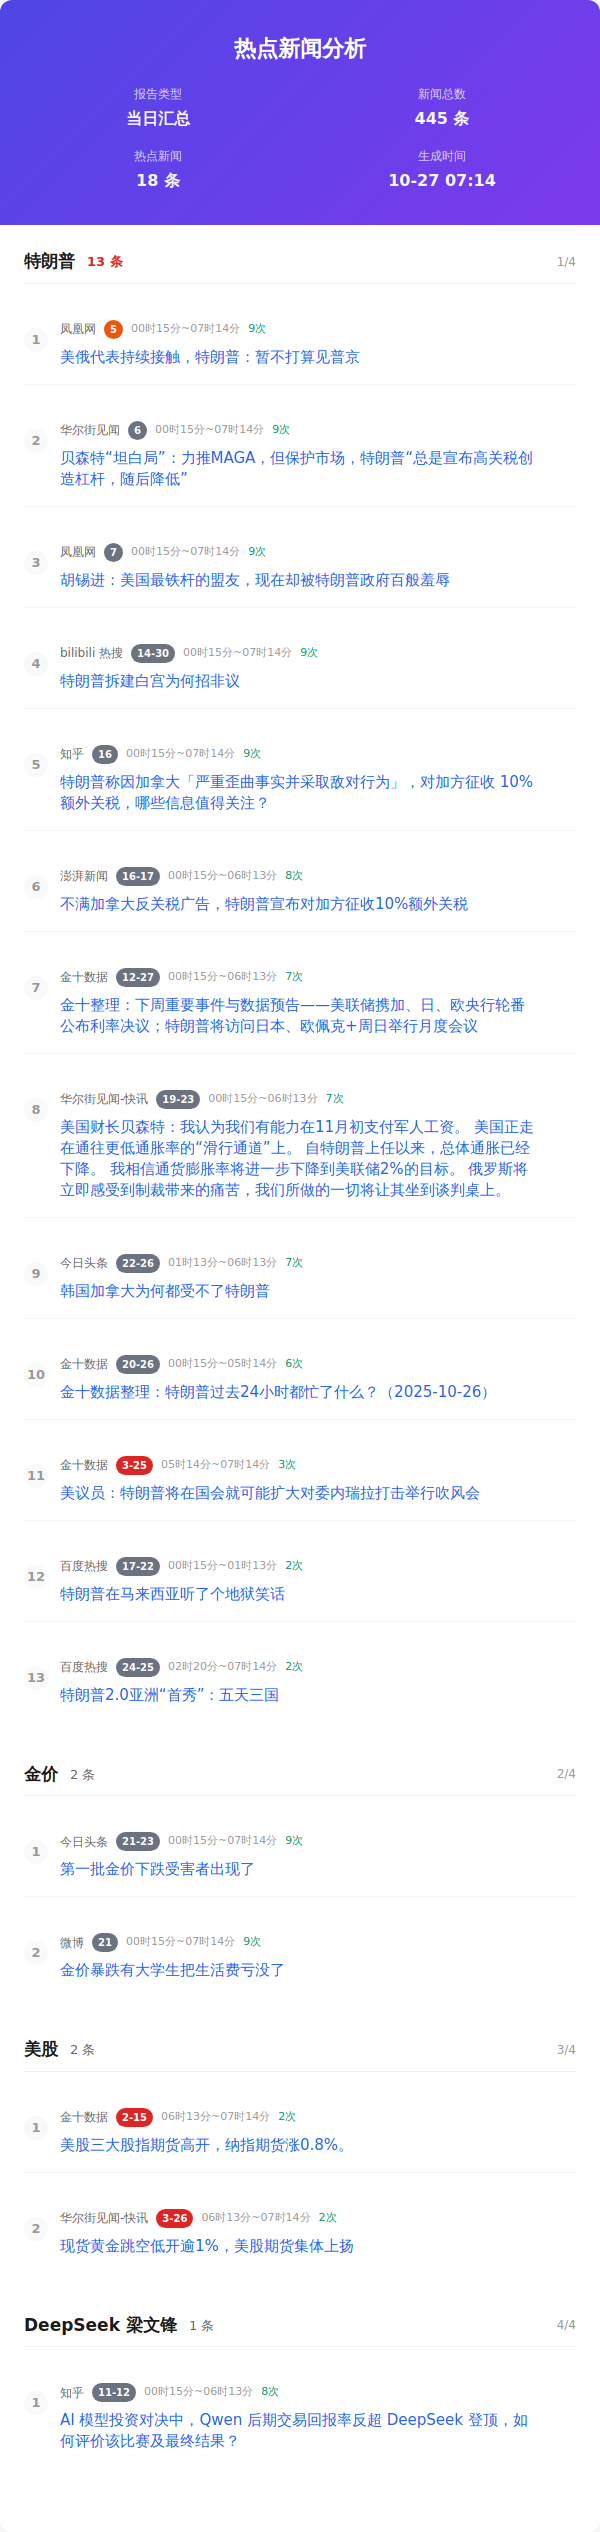 热点新闻分析
报告类型
当日汇总
新闻总数
445 条
热点新闻
18 条
生成时间
10-27 07:14
特朗普 13 条 1/4
1
凤凰网 5 00时15分~07时14分 9次
美俄代表持续接触，特朗普：暂不打算见普京
2
华尔街见闻 6 00时15分~07时14分 9次
贝森特“坦白局”：力推MAGA，但保护市场，特朗普“总是宣布高关税创
造杠杆，随后降低”
3
凤凰网 7 00时15分~07时14分 9次
胡锡进：美国最铁杆的盟友，现在却被特朗普政府百般羞辱
4
bilibili 热搜 14-30 00时15分~07时14分 9次
特朗普拆建白宫为何招非议
5
知乎 16 00时15分~07时14分 9次
特朗普称因加拿大「严重歪曲事实并采取敌对行为」，对加方征收 10%
额外关税，哪些信息值得关注？
6
澎湃新闻 16-17 00时15分~06时13分 8次
不满加拿大反关税广告，特朗普宣布对加方征收10%额外关税
7
金十数据 12-27 00时15分~06时13分 7次
金十整理：下周重要事件与数据预告——美联储携加、日、欧央行轮番
公布利率决议；特朗普将访问日本、欧佩克+周日举行月度会议
8
华尔街见闻-快讯 19-23 00时15分~06时13分 7次
美国财长贝森特：我认为我们有能力在11月初支付军人工资。 美国正走
在通往更低通胀率的“滑行通道”上。 自特朗普上任以来，总体通胀已经
下降。 我相信通货膨胀率将进一步下降到美联储2%的目标。 俄罗斯将
立即感受到制裁带来的痛苦，我们所做的一切将让其坐到谈判桌上。
9
今日头条 22-26 01时13分~06时13分 7次
韩国加拿大为何都受不了特朗普
10
金十数据 20-26 00时15分~05时14分 6次
金十数据整理：特朗普过去24小时都忙了什么？（2025-10-26）
11
金十数据 3-25 05时14分~07时14分 3次
美议员：特朗普将在国会就可能扩大对委内瑞拉打击举行吹风会
12
百度热搜 17-22 00时15分~01时13分 2次
特朗普在马来西亚听了个地狱笑话
13
百度热搜 24-25 02时20分~07时14分 2次
特朗普2.0亚洲“首秀”：五天三国
金价 2 条 2/4
1
今日头条 21-23 00时15分~07时14分 9次
第一批金价下跌受害者出现了
2
微博 21 00时15分~07时14分 9次
金价暴跌有大学生把生活费亏没了
美股 2 条 3/4
1
金十数据 2-15 06时13分~07时14分 2次
美股三大股指期货高开，纳指期货涨0.8%。
2
华尔街见闻-快讯 3-26 06时13分~07时14分 2次
现货黄金跳空低开逾1%，美股期货集体上扬
DeepSeek 梁文锋 1 条 4/4
1
知乎 11-12 00时15分~06时13分 8次
AI 模型投资对决中，Qwen 后期交易回报率反超 DeepSeek 登顶，如
何评价该比赛及最终结果？